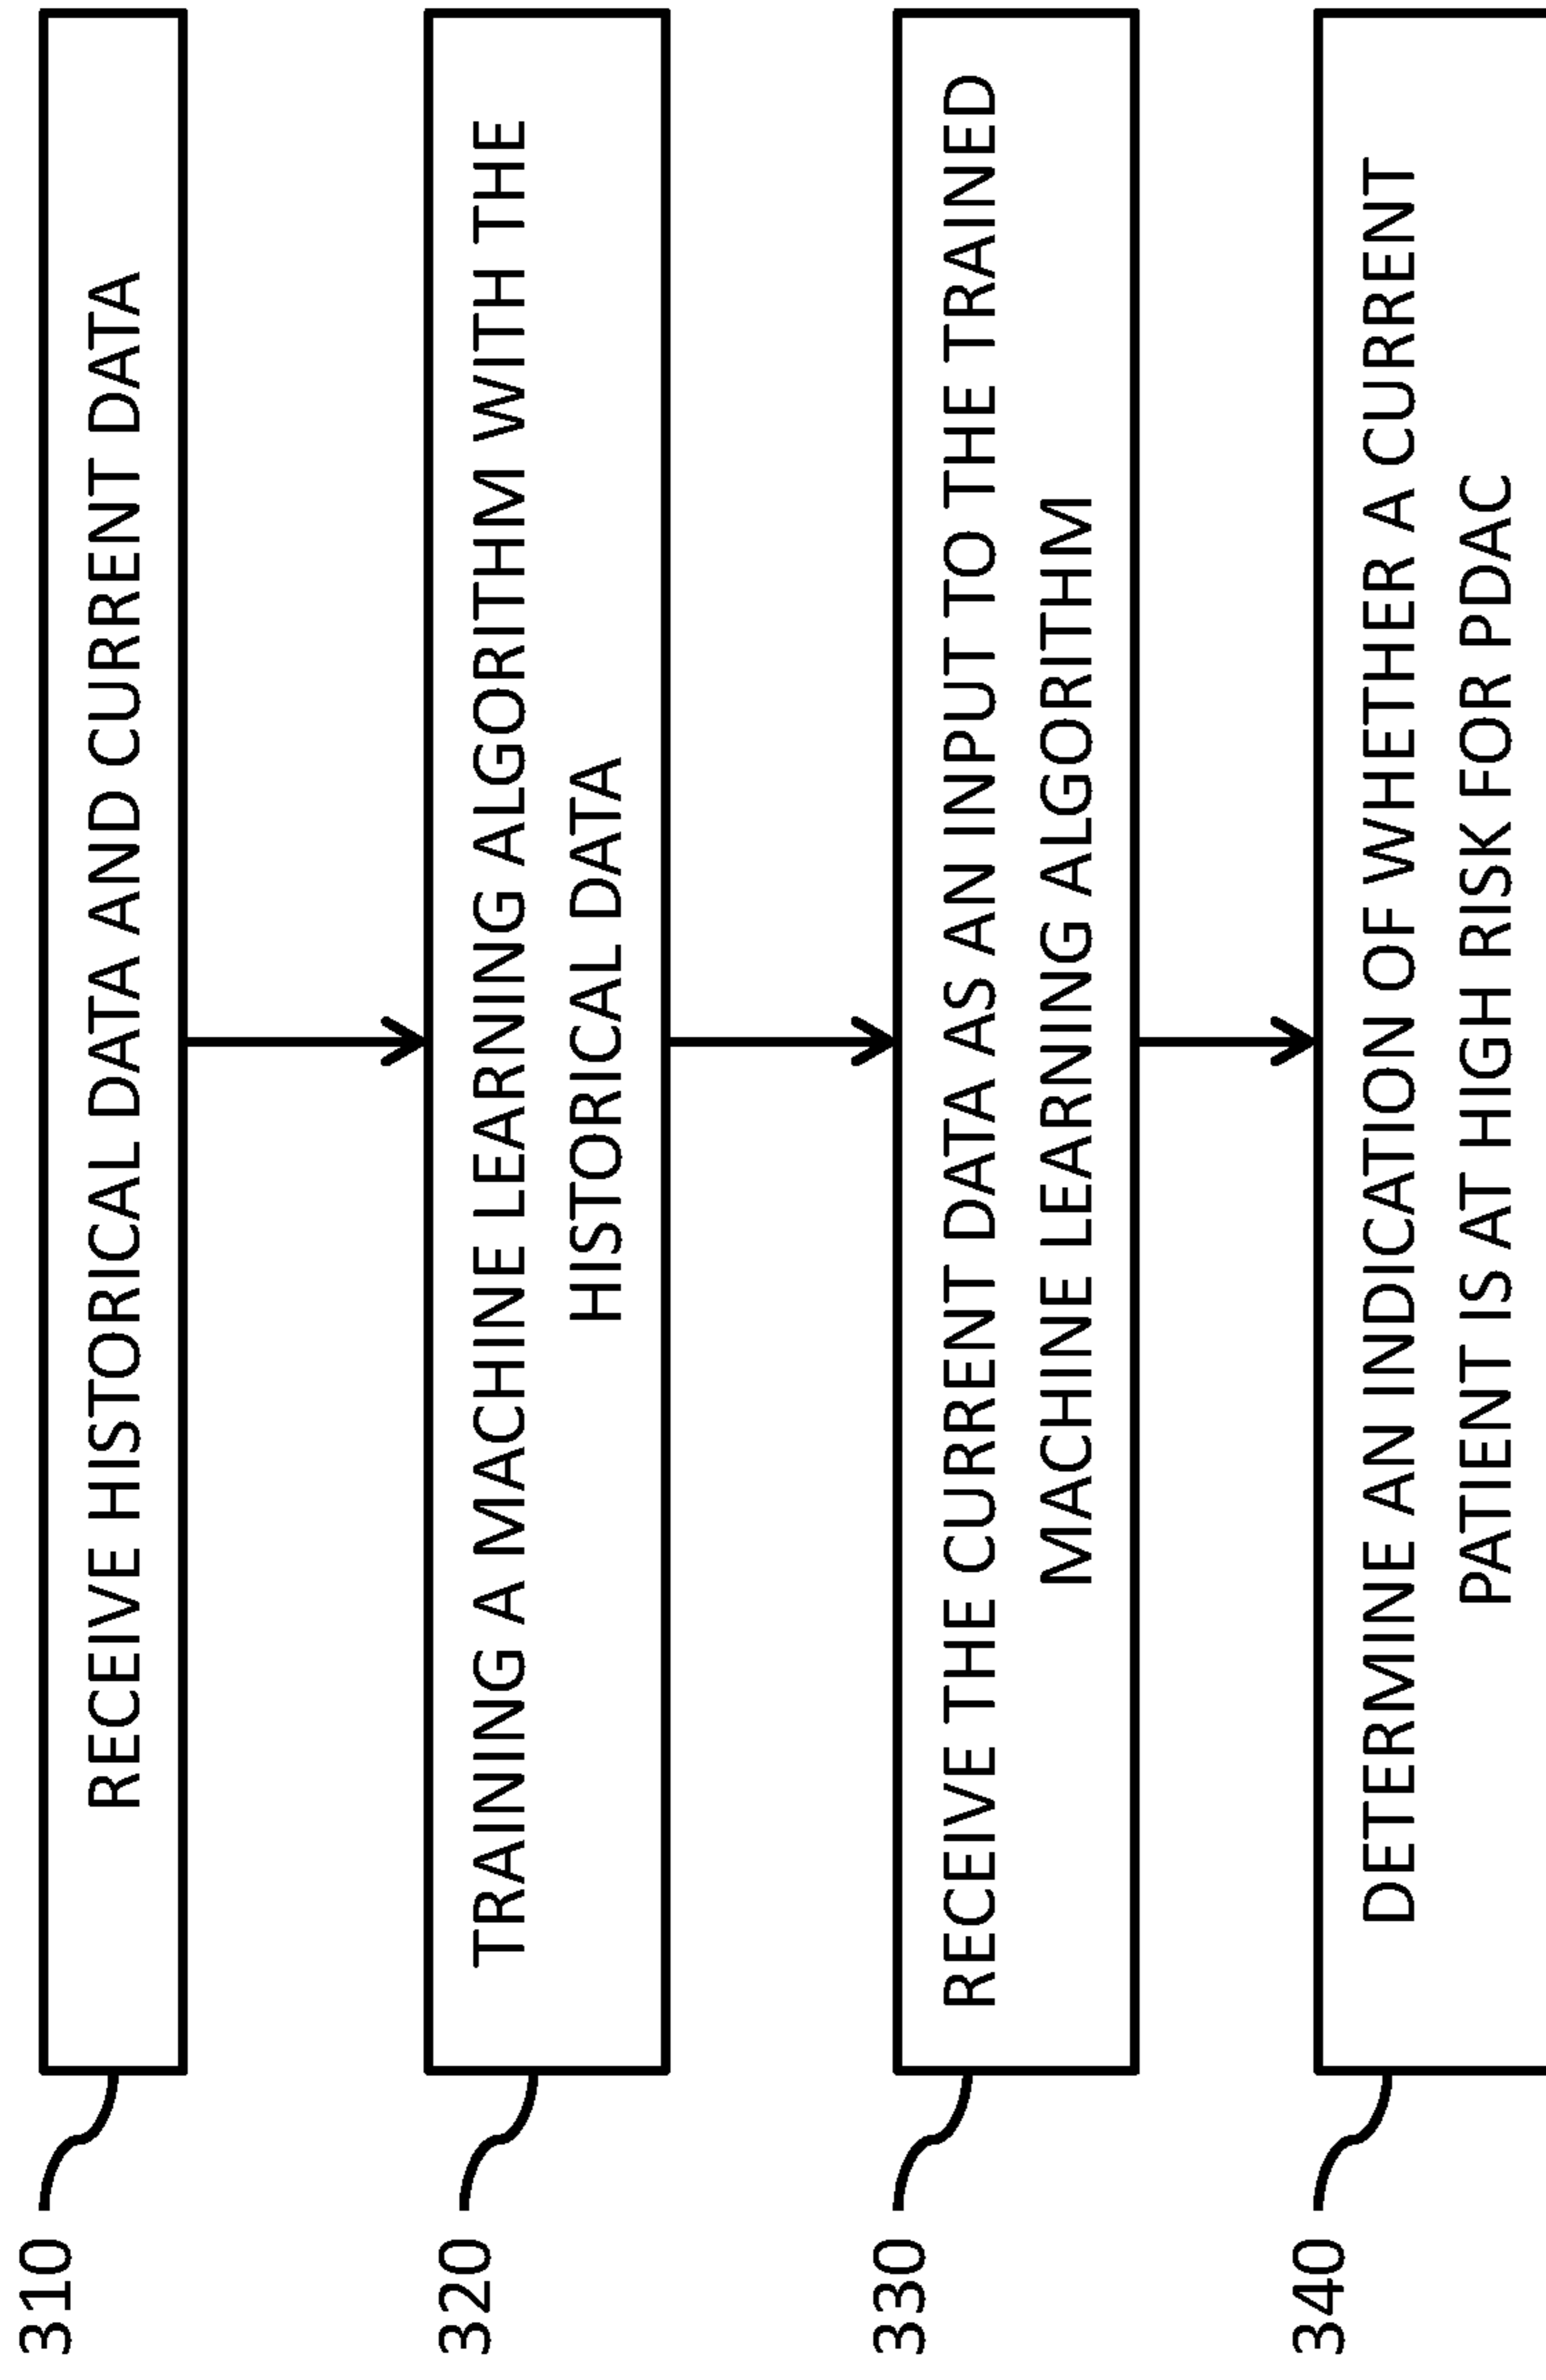 310
RECEIVE HISTORICAL DATA AND CURRENT DATA
320
TRAINING A MACHINE LEARNING ALGORITHM WITH THE
HISTORICAL DATA
330
RECEIVE THE CURRENT DATA AS AN INPUT TO THE TRAINED
MACHINE LEARNING ALGORITHM
340
DETERMINE AN INDICATION OF WHETHER A CURRENT
PATIENT IS AT HIGH RISK FOR PDAC